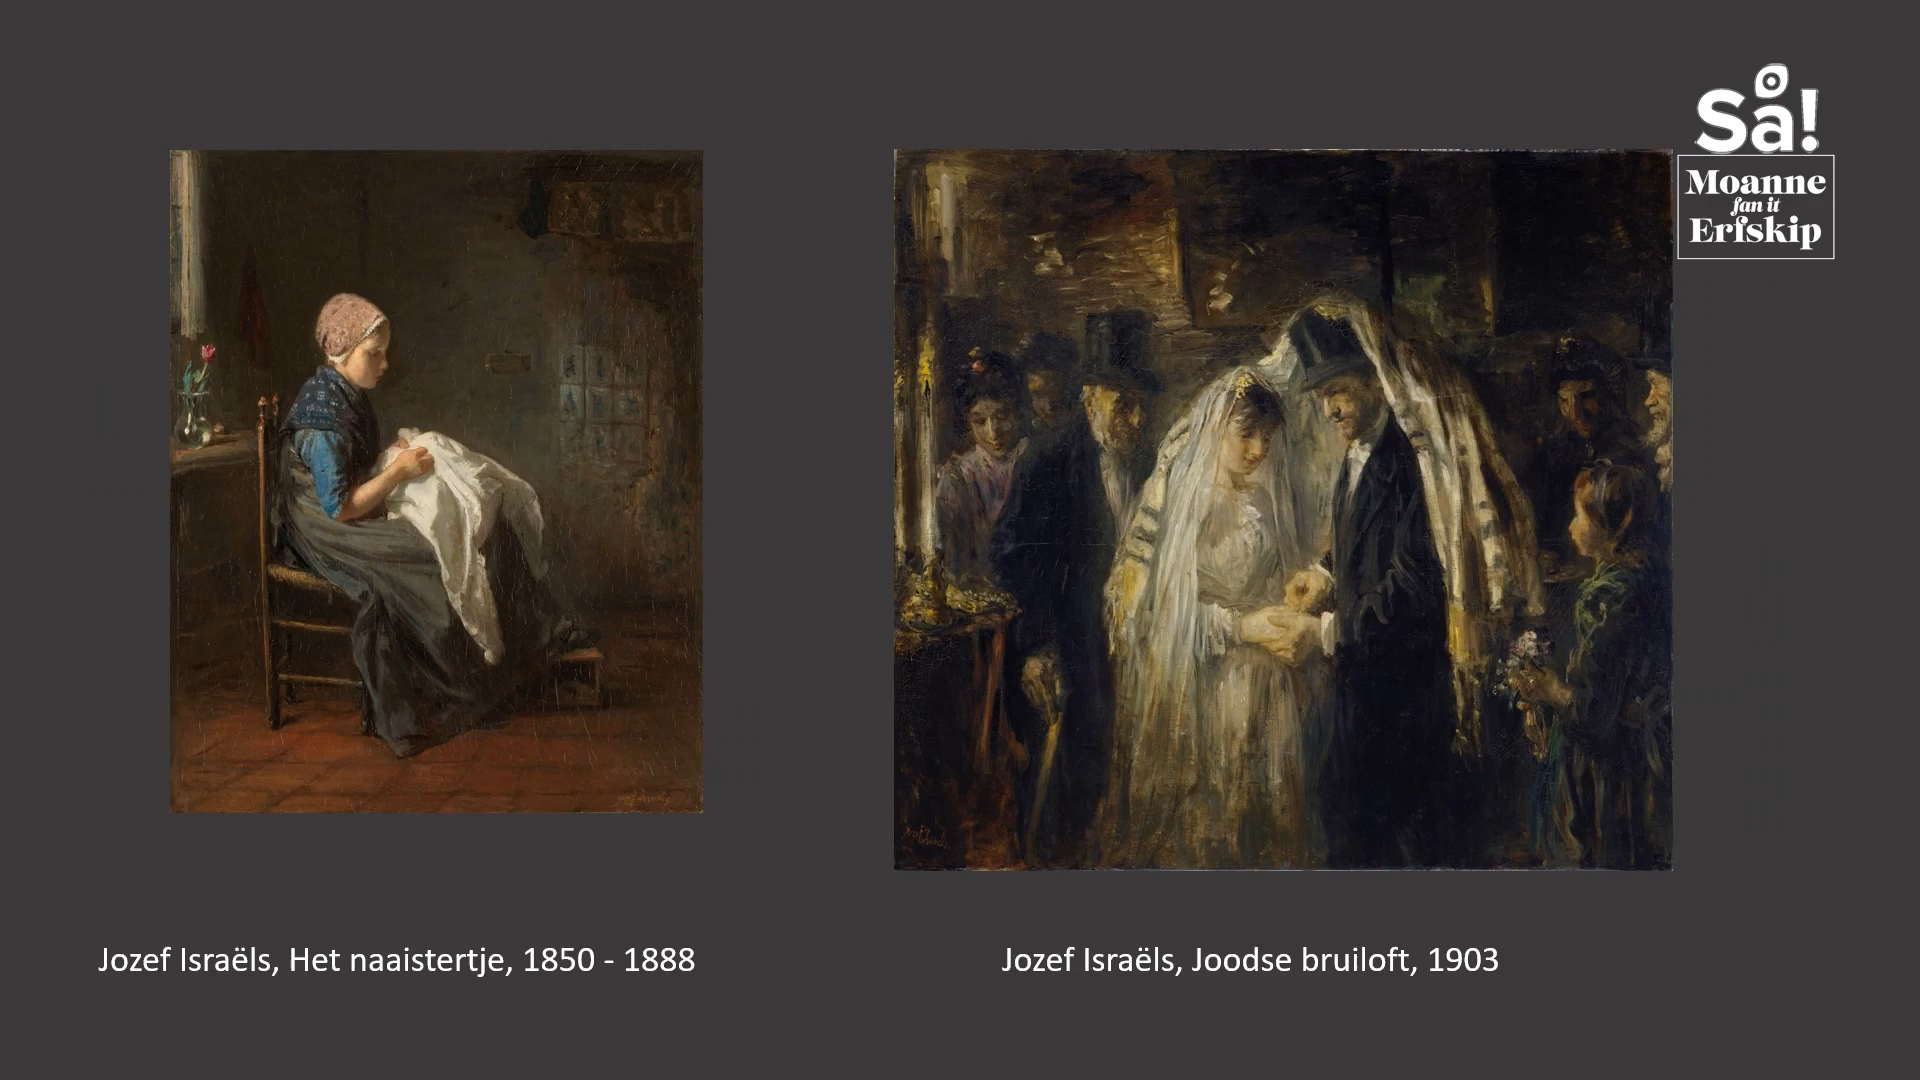 Så!
Moanne
fan it
Erfskip
Jozef Israëls, Het naaistertje, 1850 - 1888
Jozef Israëls, Joodse bruiloft, 1903